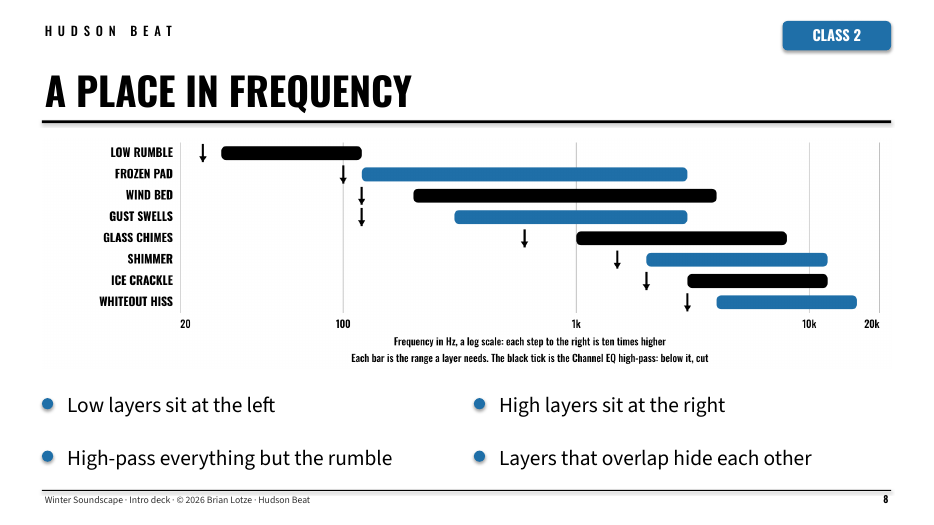 HUDSON BEAT
CLASS 2
A PLACE IN FREQUENCY
LOW RUMBLE
FROZEN PAD
WIND BED
GUST SWELLS
GLASS CHIMES
SHIMMER
ICE CRACKLE
WHITEOUT HISS
20 100 1k 10k 20k
Frequency in Hz, a log scale: each step to the right is ten times higher
Each bar is the range a layer needs. The black tick is the Channel EQ high-pass: below it, cut
Low layers sit at the left
High layers sit at the right
High-pass everything but the rumble
Layers that overlap hide each other
Winter Soundscape · Intro deck · © 2026 Brian Lotze · Hudson Beat
8